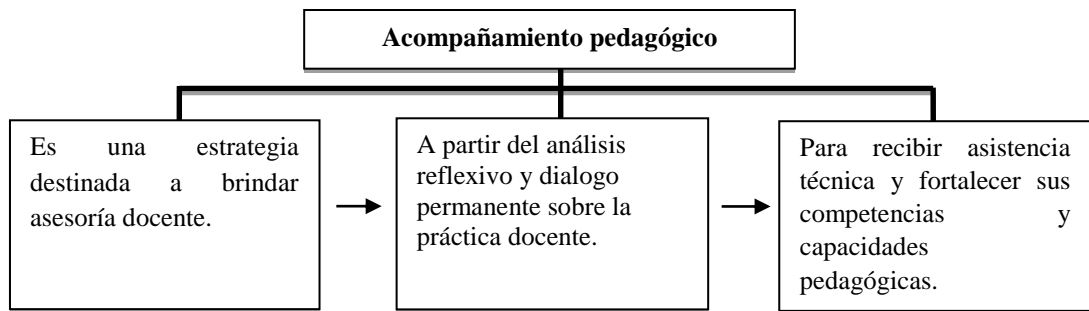 Acompañamiento pedagógico
Es una estrategia
destinada a brindar
asesoría docente.
A partir del análisis
reflexivo y dialogo
permanente sobre la
práctica docente.
Para recibir asistencia
técnica y fortalecer sus
competencias y
capacidades
pedagógicas.